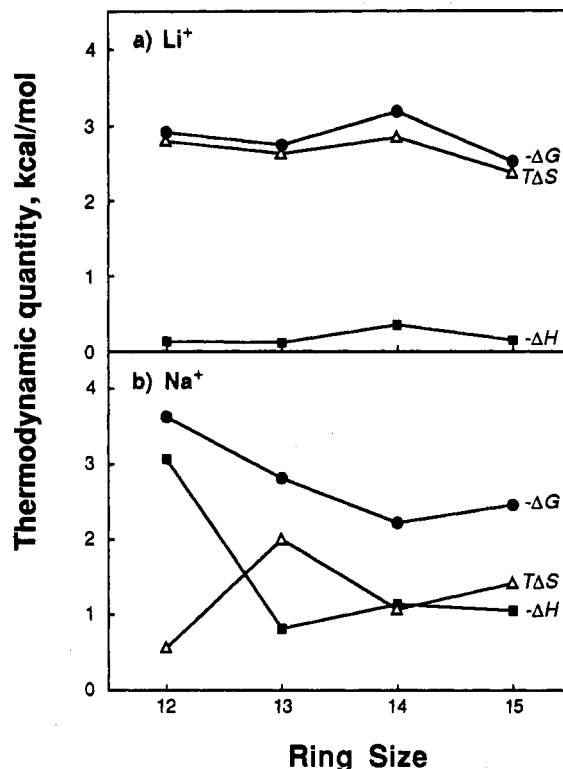 Thermodynamic quantity, kcal/mol
a) Li⁺
4
3
2
1
0
-ΔG
TΔS
-ΔH
b) Na⁺
4
3
2
1
0
-ΔG
TΔS
-ΔH
12 13 14 15
Ring Size